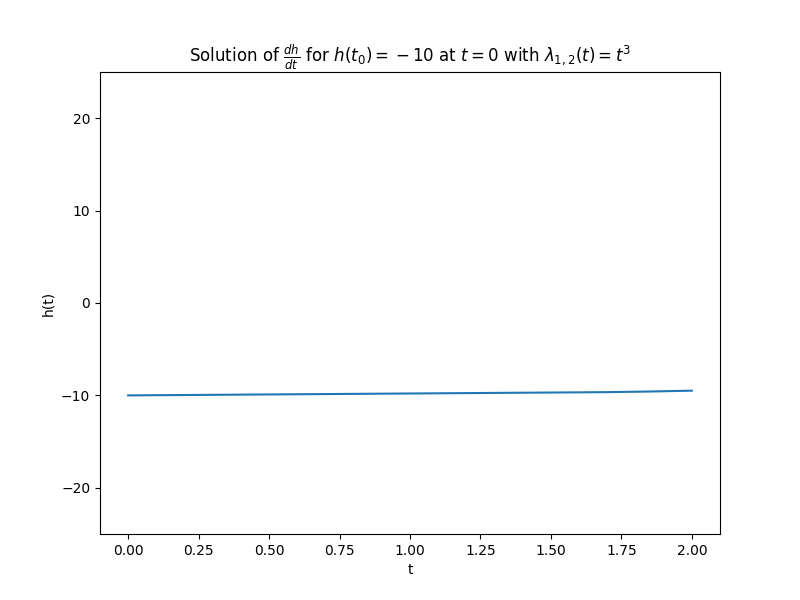 Solution of dh/dt for h(t₀) = −10 at t = 0 with λ₁,₂(t) = t³
20
10
0
−10
−20
h(t)
0.00 0.25 0.50 0.75 1.00 1.25 1.50 1.75 2.00
t